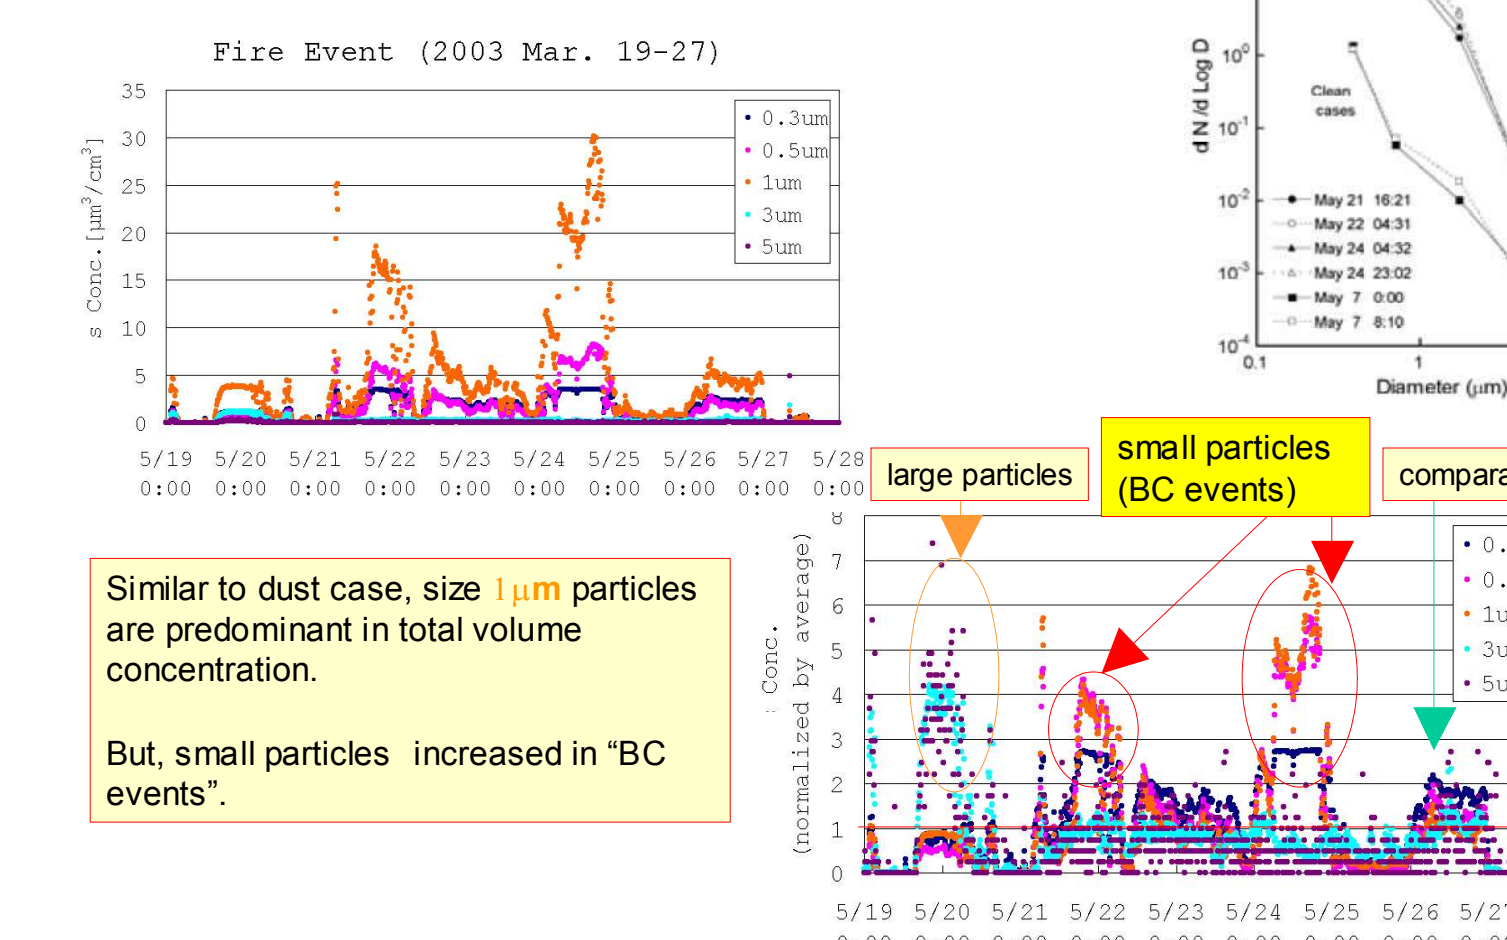 Fire Event (2003 Mar. 19-27)
35
30
25
20
15
10
5
0
s Conc.[μm³/cm³]
0.3um
0.5um
1um
3um
5um
5/19 5/20 5/21 5/22 5/23 5/24 5/25 5/26 5/27 5/28
0:00 0:00 0:00 0:00 0:00 0:00 0:00 0:00 0:00 0:00
d N /d Log D
10⁰
10⁻¹
10⁻²
10⁻³
10⁻⁴
Clean
cases
May 21 16:21
May 22 04:31
May 24 04:32
May 24 23:02
May 7 0:00
May 7 8:10
0.1 1
Diameter (μm)
large particles
small particles
(BC events)
compara
Similar to dust case, size 1μm particles
are predominant in total volume
concentration.
But, small particles increased in “BC
events”.
8
7
6
5
4
3
2
1
0
Conc.
(normalized by average)
0.
0.
1u
3u
5u
5/19 5/20 5/21 5/22 5/23 5/24 5/25 5/26 5/27